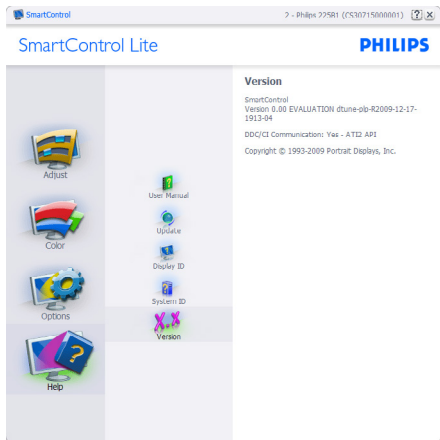 SmartControl
2 - Philips 225B1 (CS30715000001)
SmartControl Lite
PHILIPS
Adjust
Color
Options
Help
User Manual
Update
Display ID
System ID
X.X
Version
Version
SmartControl
Version 0.00 EVALUATION dtune-plp-R2009-12-17-
1913-04
DDC/CI Communication: Yes - ATI2 API
Copyright © 1993-2009 Portrait Displays, Inc.